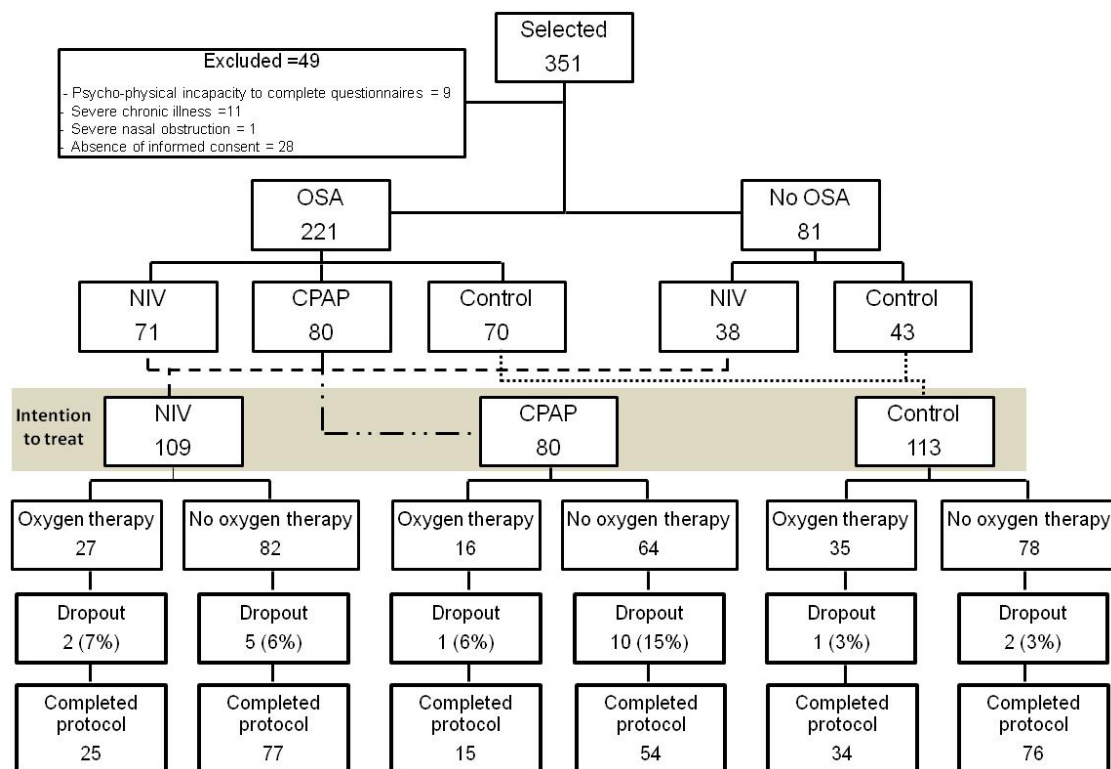 Selected
351
Excluded =49
- Psycho-physical incapacity to complete questionnaires = 9
- Severe chronic illness =11
- Severe nasal obstruction = 1
- Absence of informed consent = 28
OSA
221
No OSA
81
NIV
71
CPAP
80
Control
70
NIV
38
Control
43
Intention
to treat
NIV
109
CPAP
80
Control
113
Oxygen therapy
27
No oxygen therapy
82
Oxygen therapy
16
No oxygen therapy
64
Oxygen therapy
35
No oxygen therapy
78
Dropout
2 (7%)
Dropout
5 (6%)
Dropout
1 (6%)
Dropout
10 (15%)
Dropout
1 (3%)
Dropout
2 (3%)
Completed
protocol
25
Completed
protocol
77
Completed
protocol
15
Completed
protocol
54
Completed
protocol
34
Completed
protocol
76